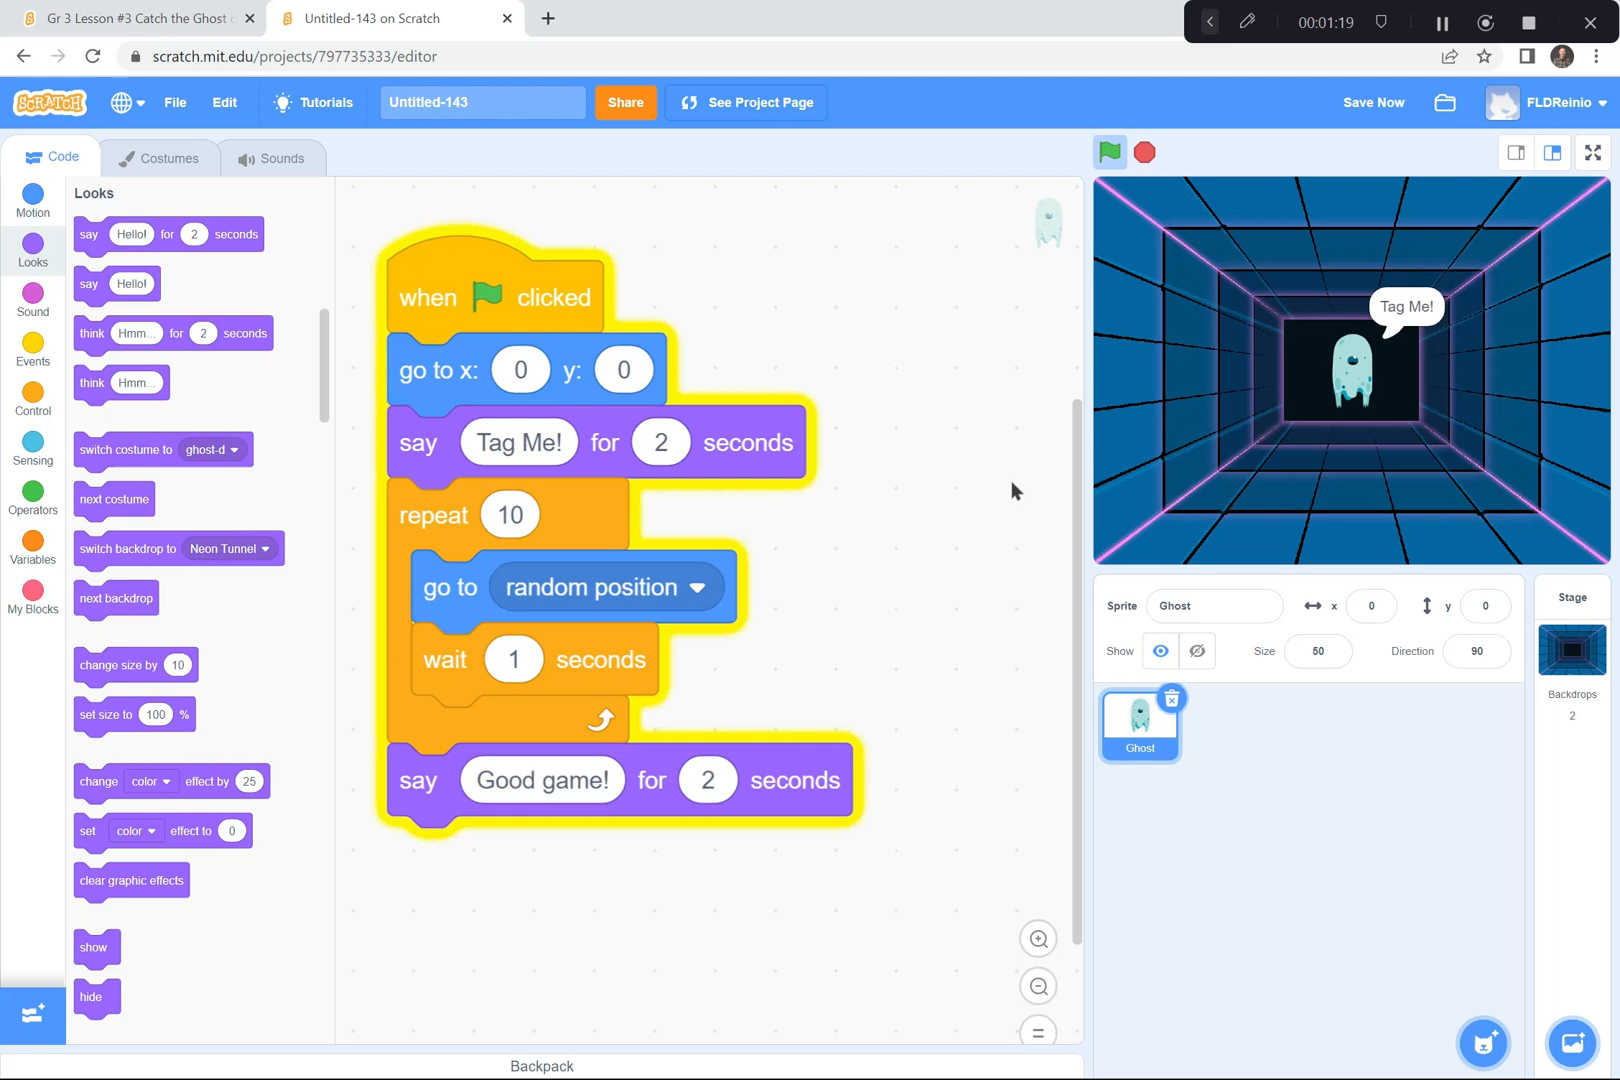 Gr 3 Lesson #3 Catch the Ghost
Untitled-143 on Scratch
00:01:19
scratch.mit.edu/projects/797735333/editor
SCRATCH
File
Edit
Tutorials
Untitled-143
Share
See Project Page
Save Now
FLDReinio
Code
Costumes
Sounds
Motion
Looks
Sound
Events
Control
Sensing
Operators
Variables
My Blocks
Looks
say Hello! for 2 seconds
say Hello!
think Hmm... for 2 seconds
think Hmm...
switch costume to ghost-d
next costume
switch backdrop to Neon Tunnel
next backdrop
change size by 10
set size to 100 %
change color effect by 25
set color effect to 0
clear graphic effects
show
hide
when clicked
go to x: 0 y: 0
say Tag Me! for 2 seconds
repeat 10
go to random position
wait 1 seconds
say Good game! for 2 seconds
Backpack
Tag Me!
Sprite Ghost x 0 y 0
Show Size 50 Direction 90
Ghost
Stage
Backdrops
2